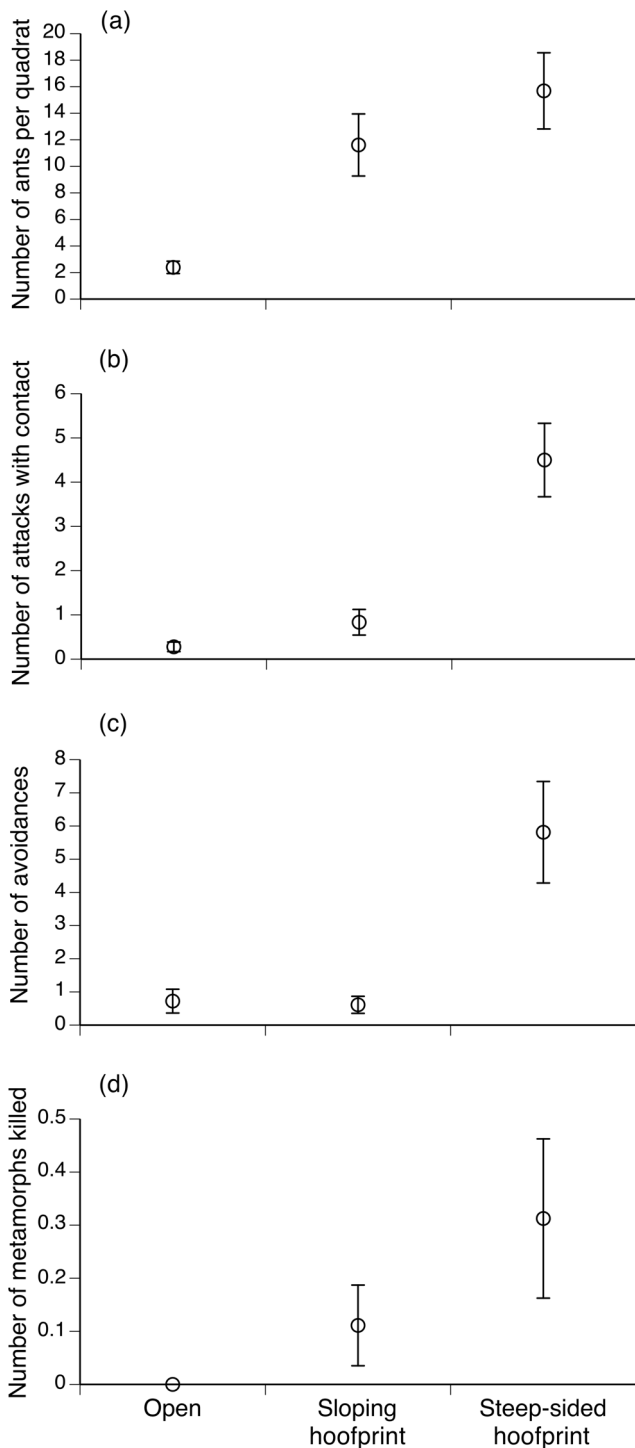 (a)
Number of ants per quadrat
20
18
16
14
12
10
8
6
4
2
0
(b)
Number of attacks with contact
6
5
4
3
2
1
0
(c)
Number of avoidances
8
7
6
5
4
3
2
1
0
(d)
Number of metamorphs killed
0.5
0.4
0.3
0.2
0.1
0
Open
Sloping
hoofprint
Steep-sided
hoofprint